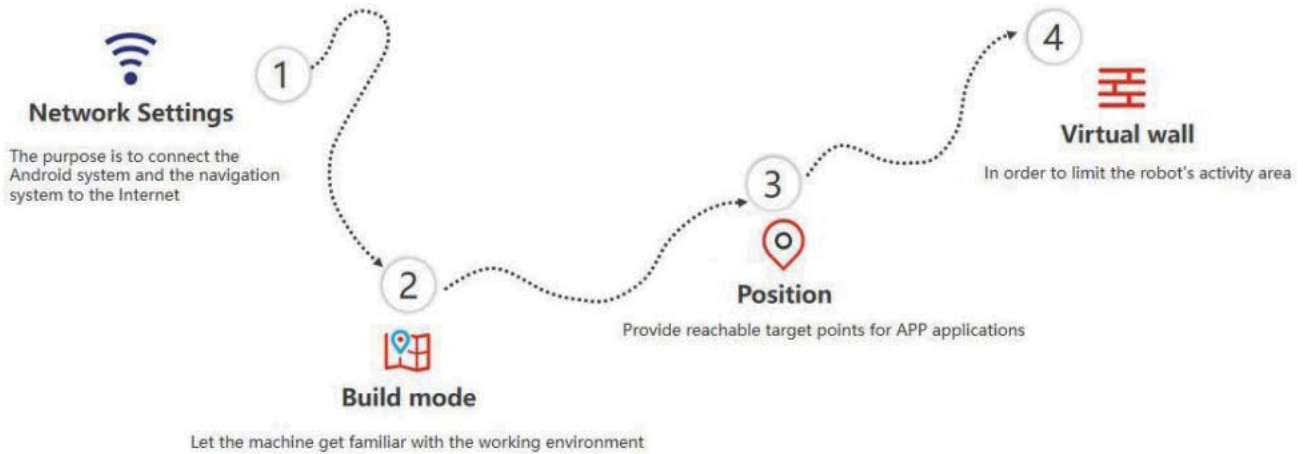 1
Network Settings
The purpose is to connect the
Android system and the navigation
system to the Internet
2
Build mode
Let the machine get familiar with the working environment
3
Position
Provide reachable target points for APP applications
4
Virtual wall
In order to limit the robot's activity area